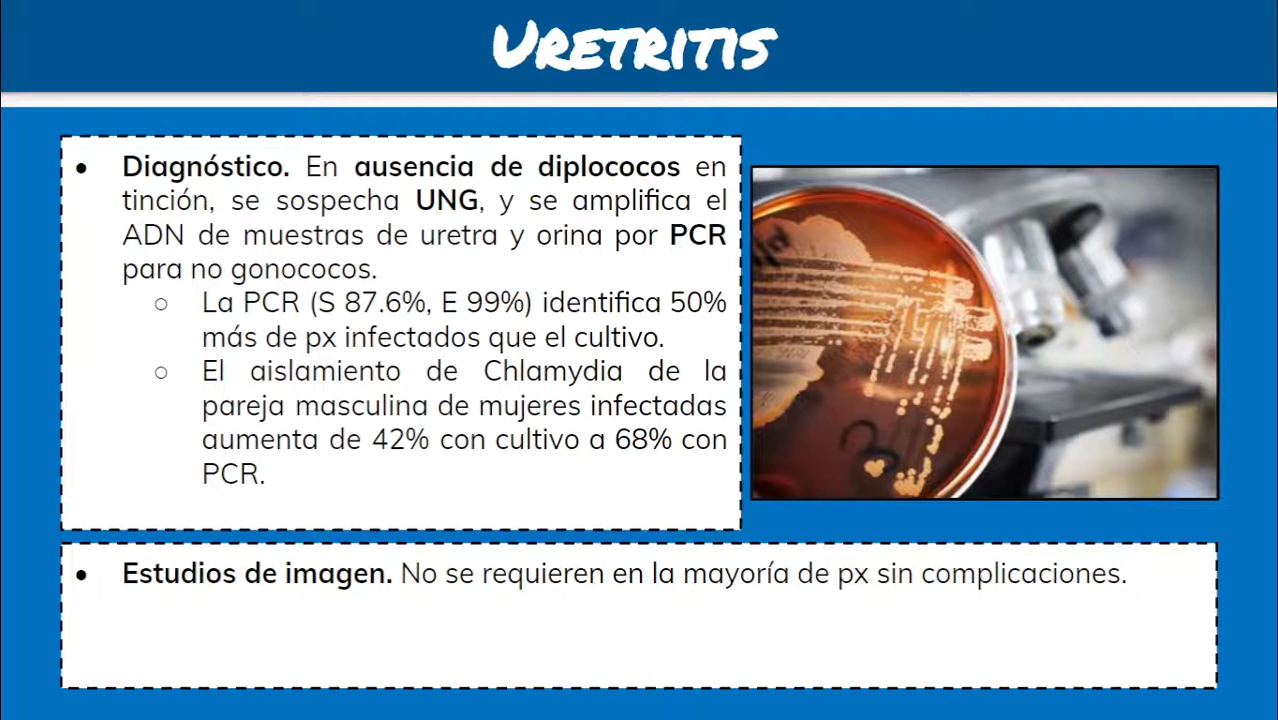 URETRITIS
● Diagnóstico. En ausencia de diplococos en
tinción, se sospecha UNG, y se amplifica el
ADN de muestras de uretra y orina por PCR
para no gonococos.
○ La PCR (S 87.6%, E 99%) identifica 50%
más de px infectados que el cultivo.
○ El aislamiento de Chlamydia de la
pareja masculina de mujeres infectadas
aumenta de 42% con cultivo a 68% con
PCR.
● Estudios de imagen. No se requieren en la mayoría de px sin complicaciones.